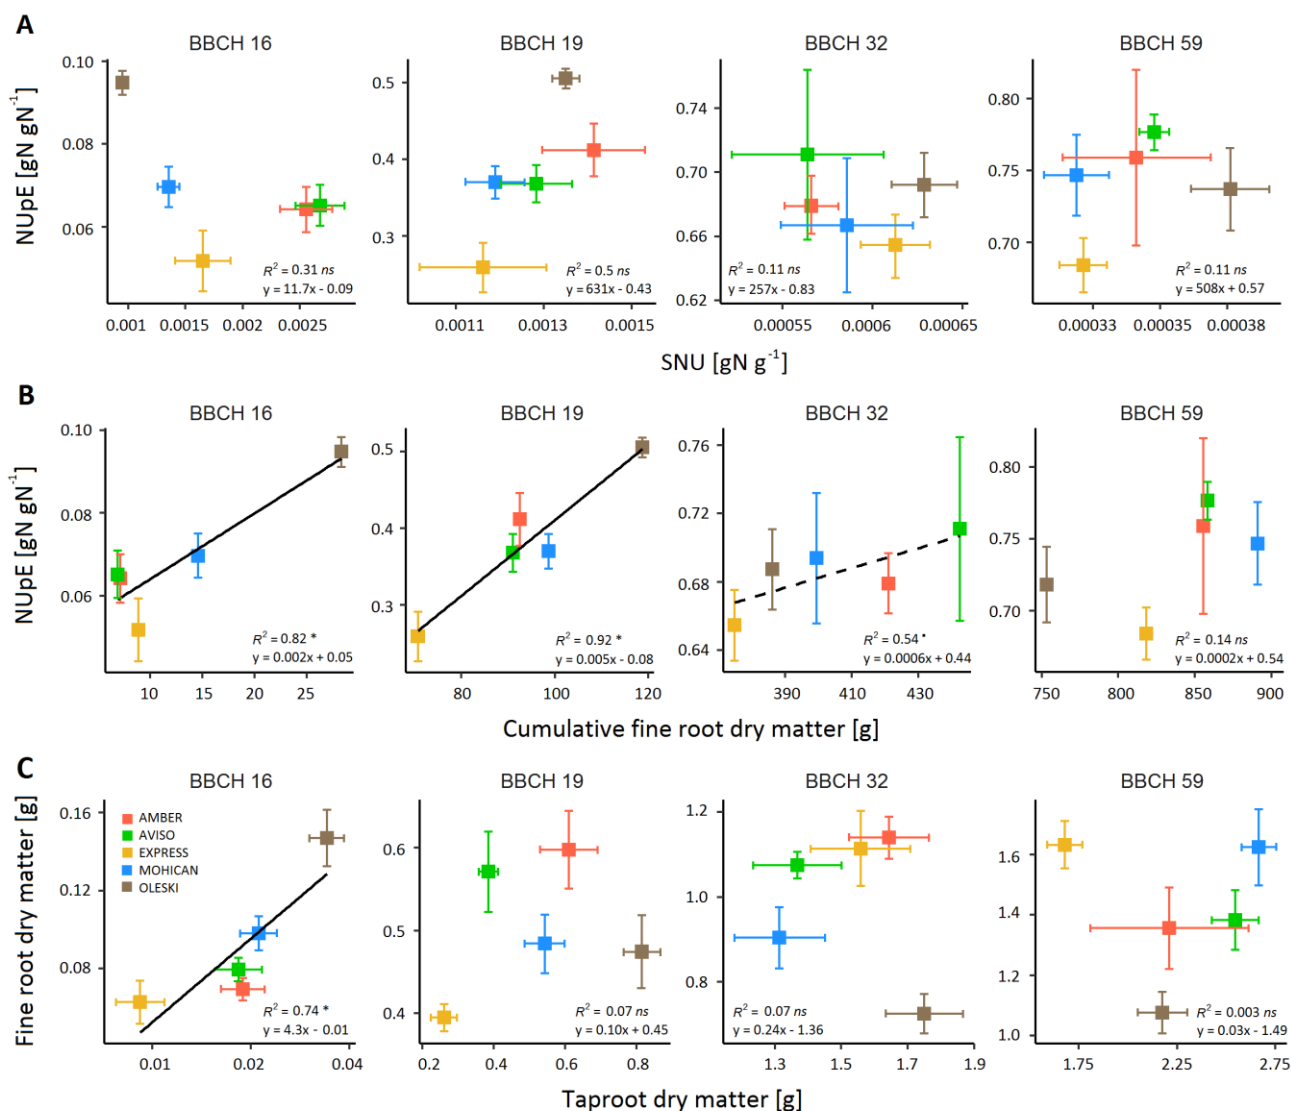 A
BBCH 16
BBCH 19
BBCH 32
BBCH 59
NUpE [gN gN⁻¹]
0.10
0.08
0.06
R² = 0.31 ns
y = 11.7x - 0.09
0.001
0.0015
0.002
0.0025
0.5
0.4
0.3
R² = 0.5 ns
y = 631x - 0.43
0.0011
0.0013
0.0015
0.74
0.70
0.66
0.62
R² = 0.11 ns
y = 257x - 0.83
0.00055
0.0006
0.00065
0.80
0.75
0.70
R² = 0.11 ns
y = 508x + 0.57
0.00033
0.00035
0.00038
SNU [gN g⁻¹]
B
BBCH 16
BBCH 19
BBCH 32
BBCH 59
NUpE [gN gN⁻¹]
0.10
0.08
0.06
R² = 0.82 *
y = 0.002x + 0.05
10
15
20
25
0.5
0.4
0.3
R² = 0.92 *
y = 0.005x - 0.08
80
100
120
0.76
0.72
0.68
0.64
R² = 0.54 •
y = 0.0006x + 0.44
390
410
430
0.80
0.75
0.70
R² = 0.14 ns
y = 0.0002x + 0.54
750
800
850
900
Cumulative fine root dry matter [g]
C
BBCH 16
BBCH 19
BBCH 32
BBCH 59
Fine root dry matter [g]
0.16
0.12
0.08
AMBER
AVISO
EXPRESS
MOHICAN
OLESKI
R² = 0.74 *
y = 4.3x - 0.01
0.01
0.02
0.04
0.6
0.5
0.4
R² = 0.07 ns
y = 0.10x + 0.45
0.2
0.4
0.6
0.8
1.2
1.0
0.8
R² = 0.07 ns
y = 0.24x - 1.36
1.3
1.5
1.7
1.9
1.6
1.4
1.2
1.0
R² = 0.003 ns
y = 0.03x - 1.49
1.75
2.25
2.75
Taproot dry matter [g]